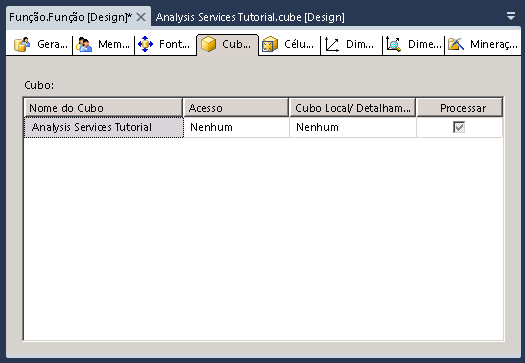 Função.Função [Design]* Analysis Services Tutorial.cube [Design]
Gera... Mem... Font... Cub... Célu... Dim... Dime... Mineraç...
Cubo:
Nome do Cubo Acesso Cubo Local/ Detalham... Processar
Analysis Services Tutorial Nenhum Nenhum